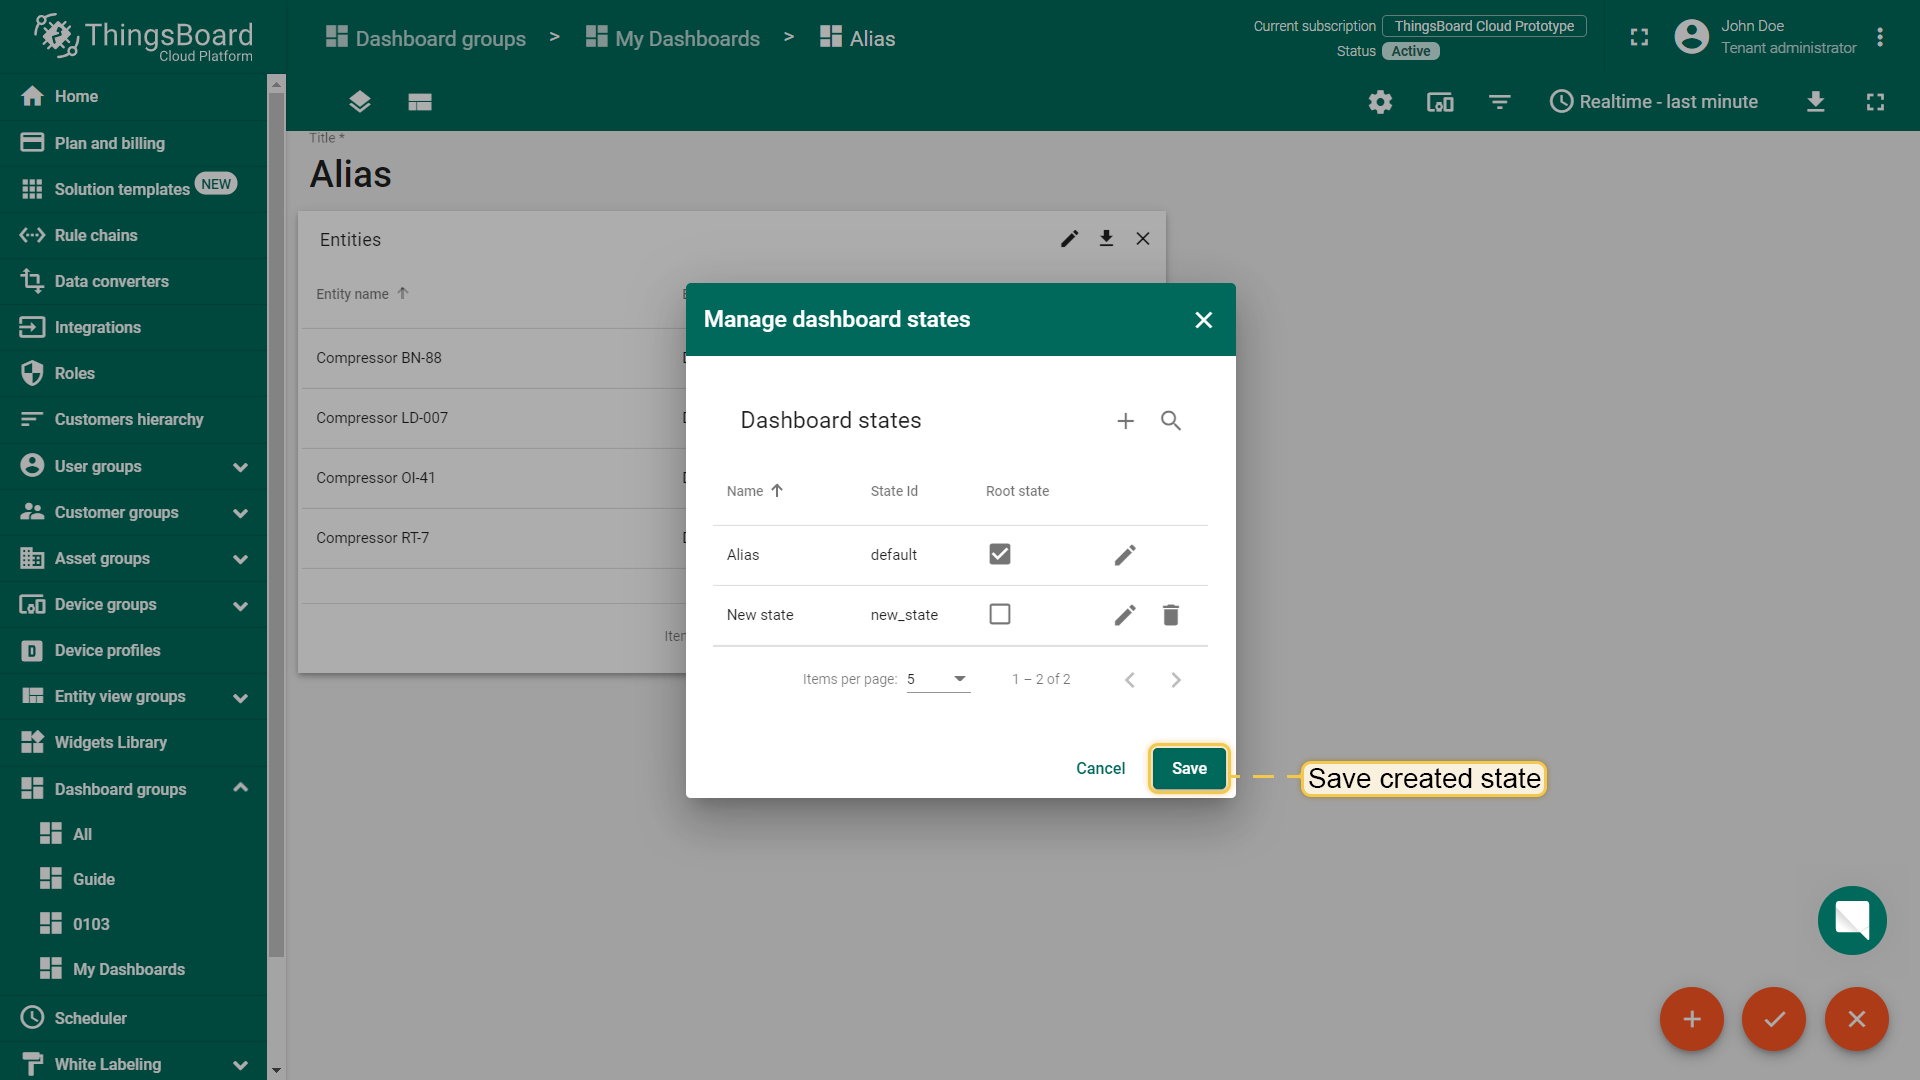 ThingsBoard
Cloud Platform
Dashboard groups > My Dashboards > Alias
Current subscription ThingsBoard Cloud Prototype
Status Active
John Doe
Tenant administrator
Realtime - last minute
Home
Plan and billing
Solution templates NEW
Rule chains
Data converters
Integrations
Roles
Customers hierarchy
User groups
Customer groups
Asset groups
Device groups
Device profiles
Entity view groups
Widgets Library
Dashboard groups
All
Guide
0103
My Dashboards
Scheduler
White Labeling
Title *
Alias
Entities
Entity name
Compressor BN-88
Compressor LD-007
Compressor OI-41
Compressor RT-7
Manage dashboard states
Dashboard states
Name State Id Root state
Alias default
New state new_state
Items per page: 5 1 – 2 of 2
Cancel Save
Save created state